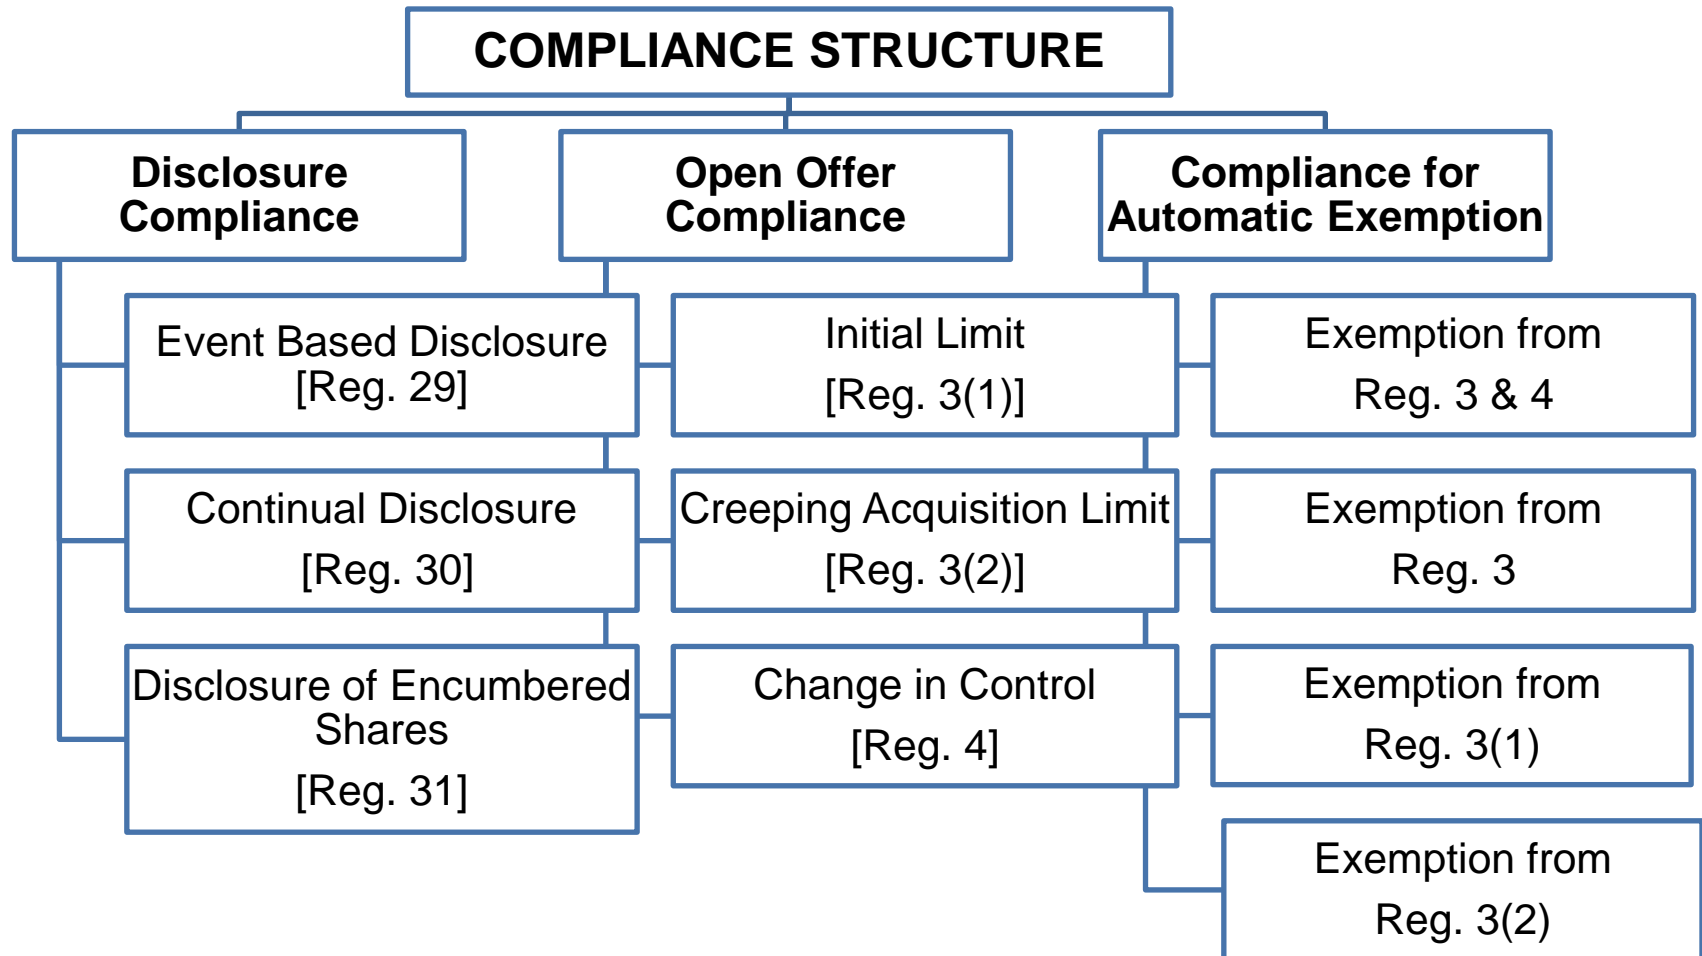 COMPLIANCE STRUCTURE
Disclosure
Compliance
Event Based Disclosure
[Reg. 29]
Continual Disclosure
[Reg. 30]
Disclosure of Encumbered
Shares
[Reg. 31]
Open Offer
Compliance
Initial Limit
[Reg. 3(1)]
Creeping Acquisition Limit
[Reg. 3(2)]
Change in Control
[Reg. 4]
Compliance for
Automatic Exemption
Exemption from
Reg. 3 & 4
Exemption from
Reg. 3
Exemption from
Reg. 3(1)
Exemption from
Reg. 3(2)